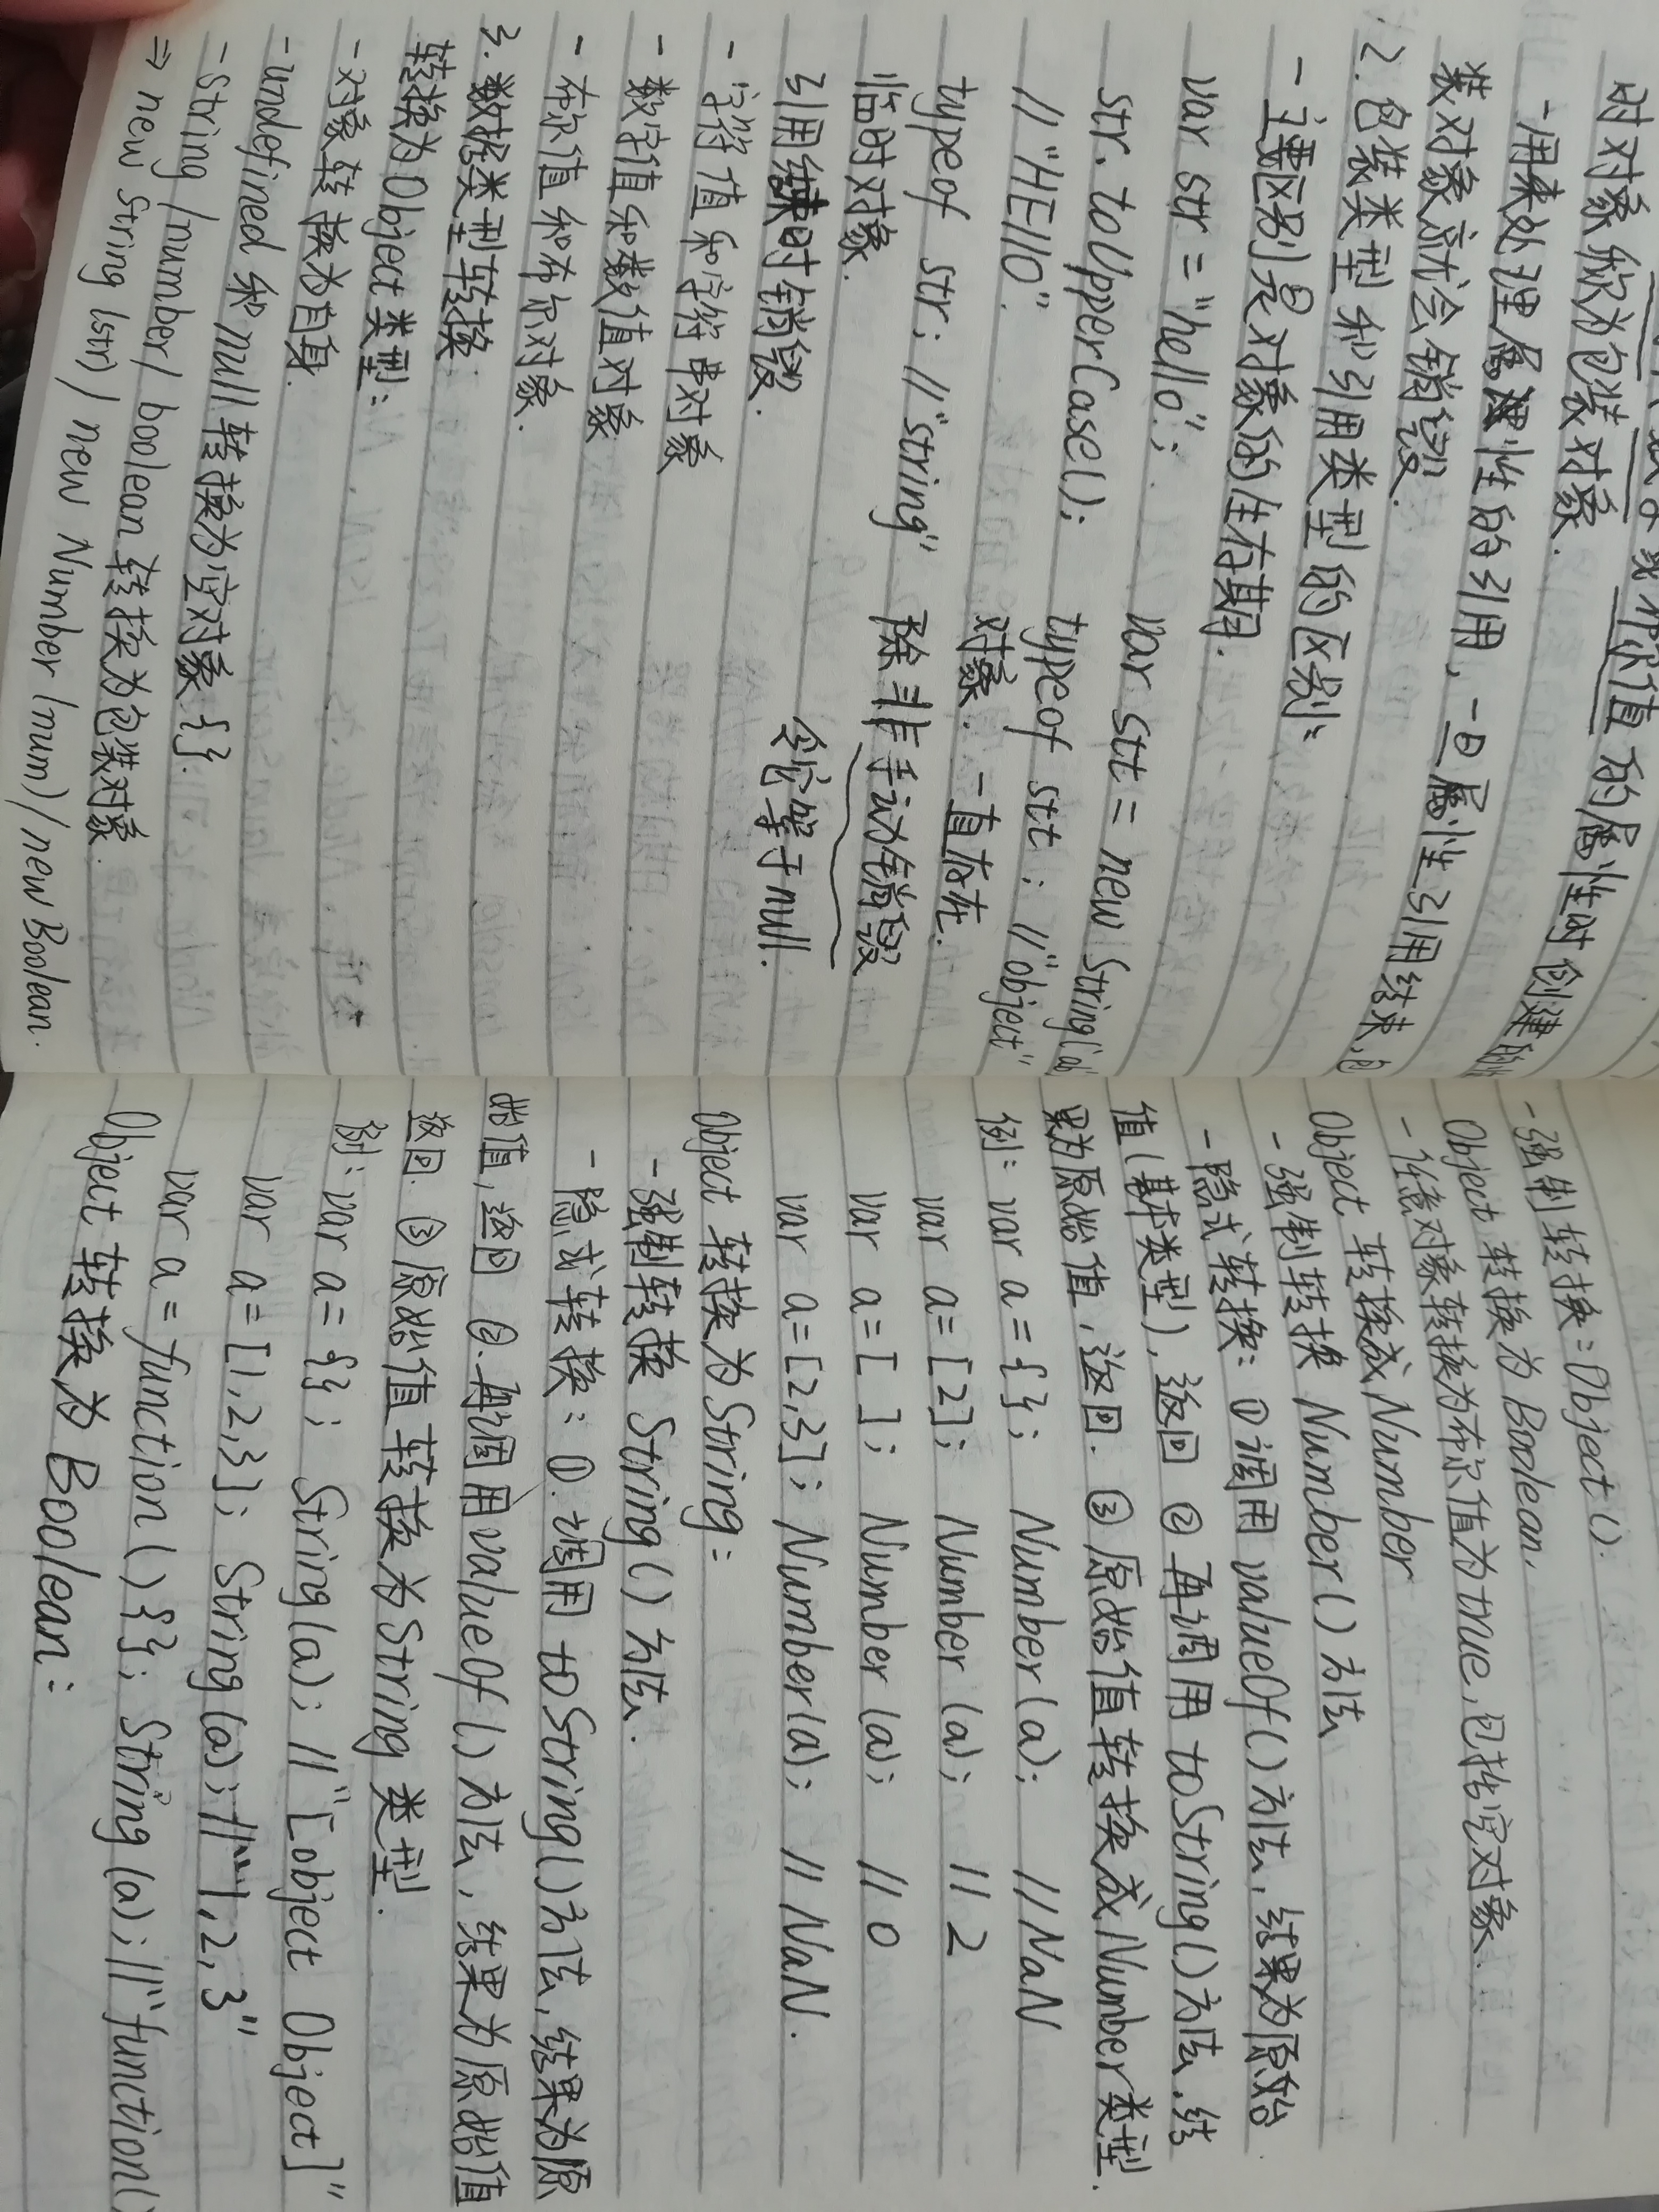 时对象称为包装对象.
-用来处理属性的引用,一旦属性引用结束,包
装对象就会销毁.
2.包装类型和引用类型的区别:
-主要区别是对象的生存期.
var str = "hello";
str.toUpperCase();
// "HEllO".
typeof str; // "string"
临时对象.
引用结束时销毁.
var stt = new String('ab
typeof stt ; // "object"
对象. 一直存在.
除非手动销毁
令它等于null.
-字符值和字符串对象
-数字值和数值对象
-布尔值和布尔对象.
3.数据类型转换:
转换为Object类型:
-对象转换为自身.
-undefined和null转换为空对象{}.
-string/number/boolean转换为包装对象.
⇒ new String(str)/new Number(num)/new Boolean.
-强制转换:Object().
Object转换为Boolean.
-任意对象转换为布尔值为true,包括空对象.
Object转换成Number
-强制转换 Number()方法
-隐式转换:①调用valueOf()方法,结果为原始
值(基本类型),返回 ②再调用toString()方法,结
果为原始值,返回. ③原始值转换成Number类型.
例: var a={}; Number(a); // NaN
var a=[2]; Number(a); // 2
var a=[ ]; Number(a); // 0
var a=[2,3]; Number(a); // NaN.
Object转换为String:
-强制转换 String()方法.
-隐式转换:①.调用toString()方法,结果为原
始值,返回 ②.再调用valueOf()方法,结果为原始值
返回. ③原始值转换为String类型.
例: var a={}; String(a); // "[object Object]"
var a=[1,2,3]; String(a); // "1,2,3"
var a=function(){}; String(a); // "function()
Object转换为Boolean: